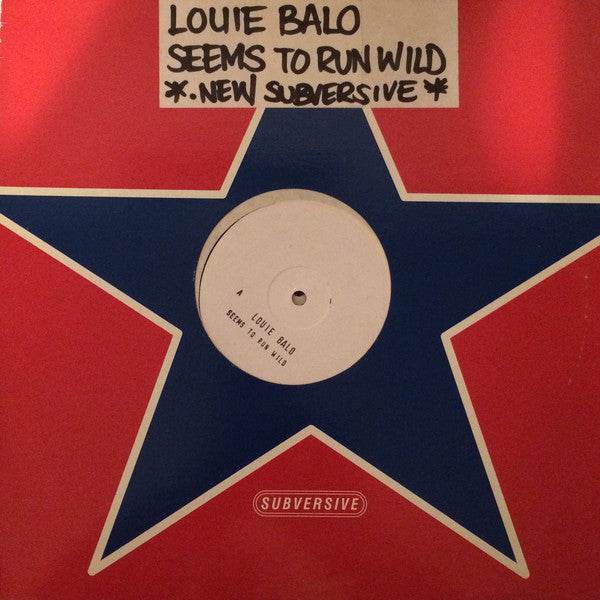 LOUIE BALO
SEEMS TO RUN WILD
*.NEW SUBVERSIVE *
A
LOUIE BALO
SEEMS TO RUN WILD
SUBVERSIVE